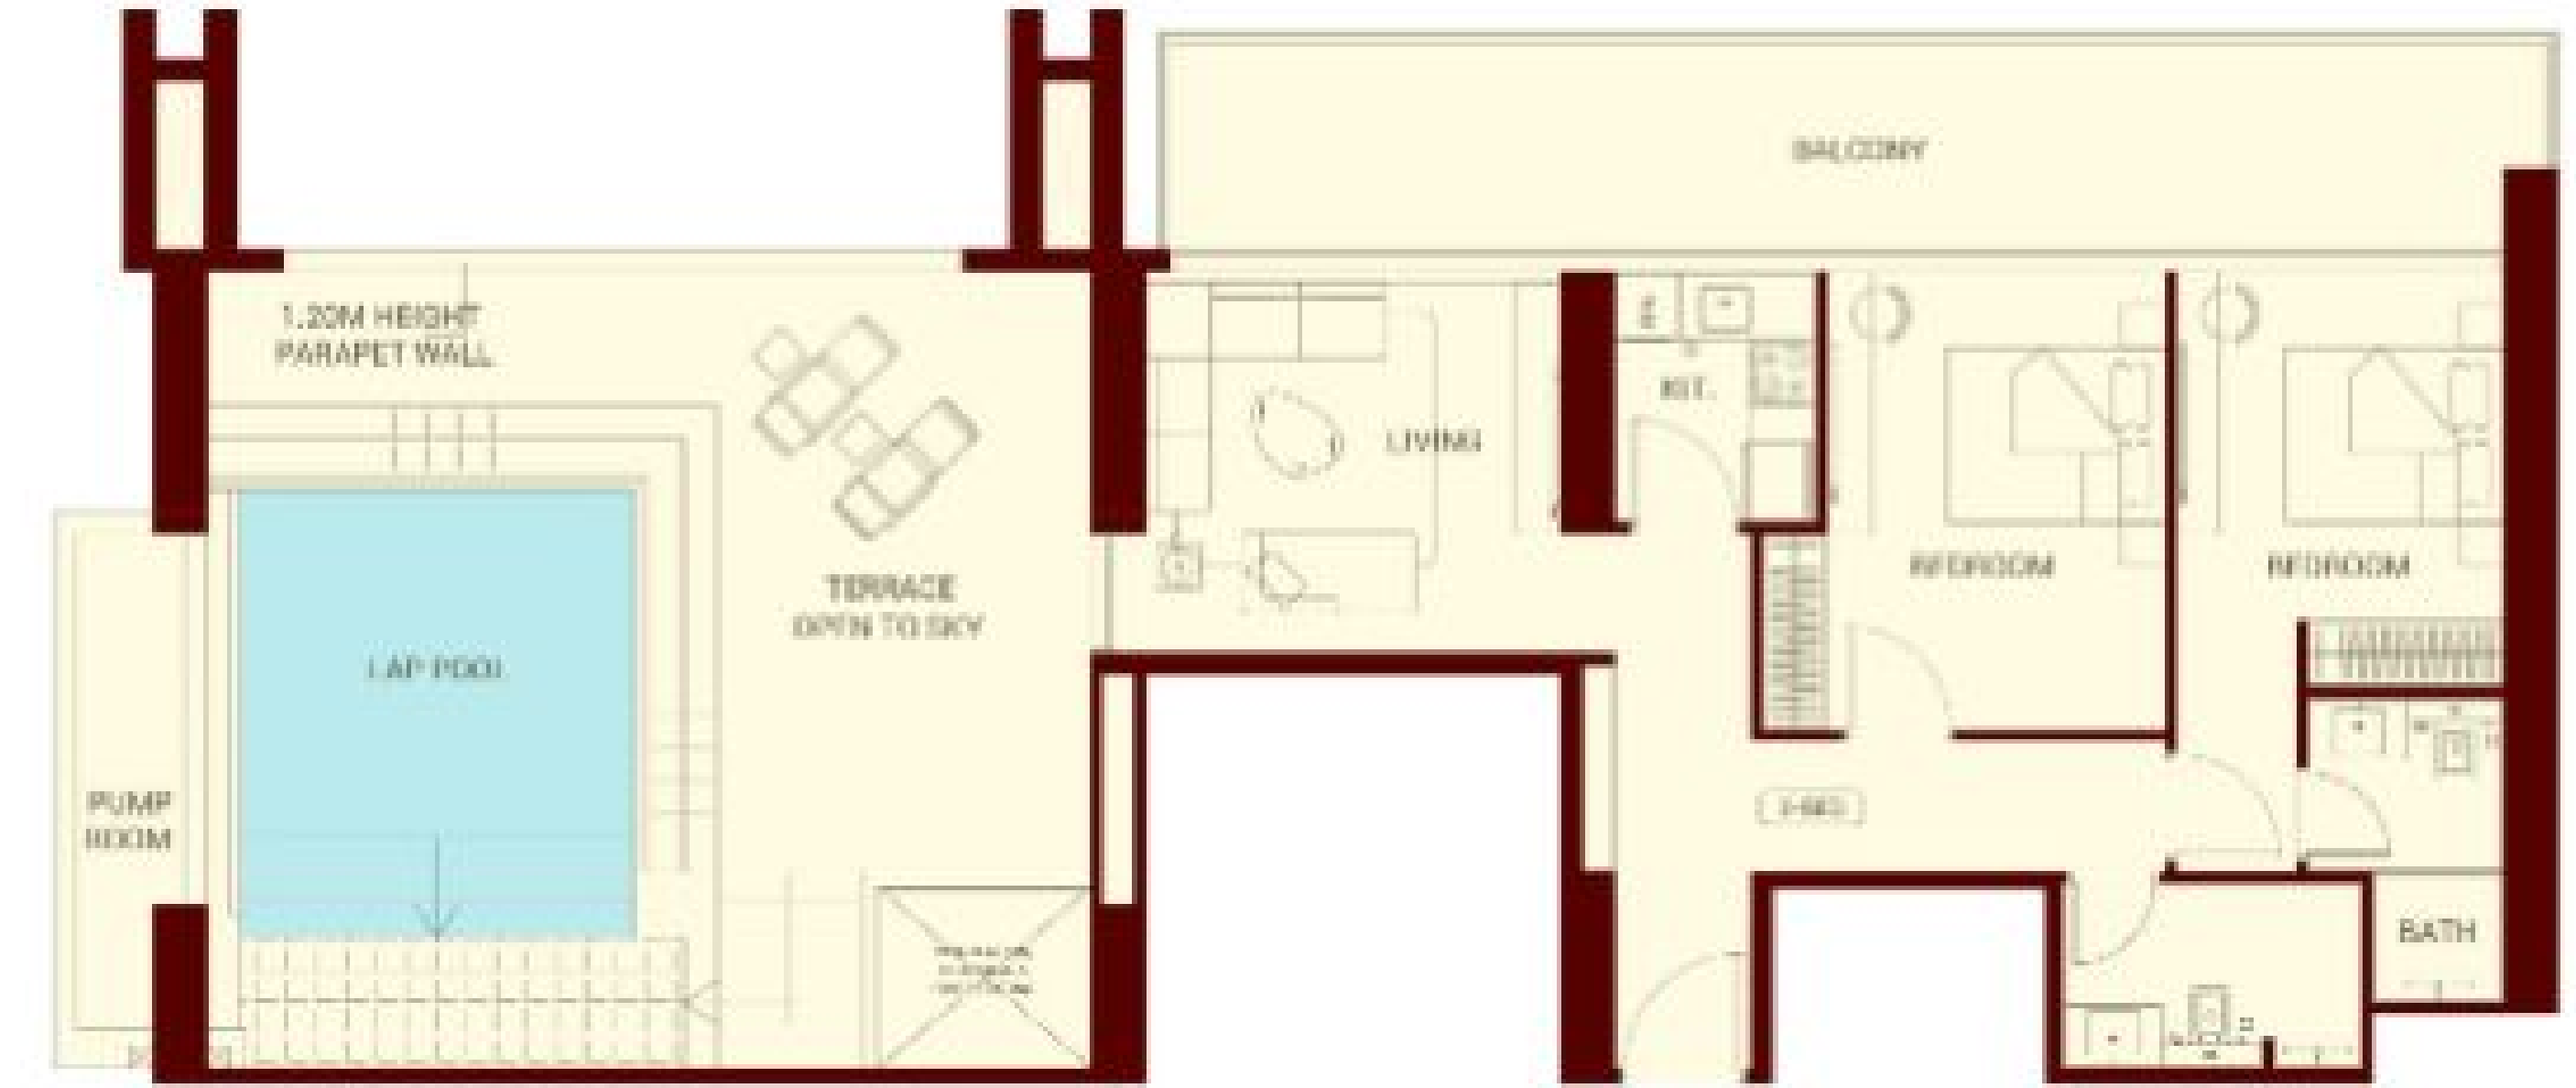 BALCONY
1.20M HEIGHT
PARAPET WALL
KIT.
LIVING
BEDROOM
BEDROOM
TERRACE
OPEN TO SKY
LAP POOL
PUMP
ROOM
BATH